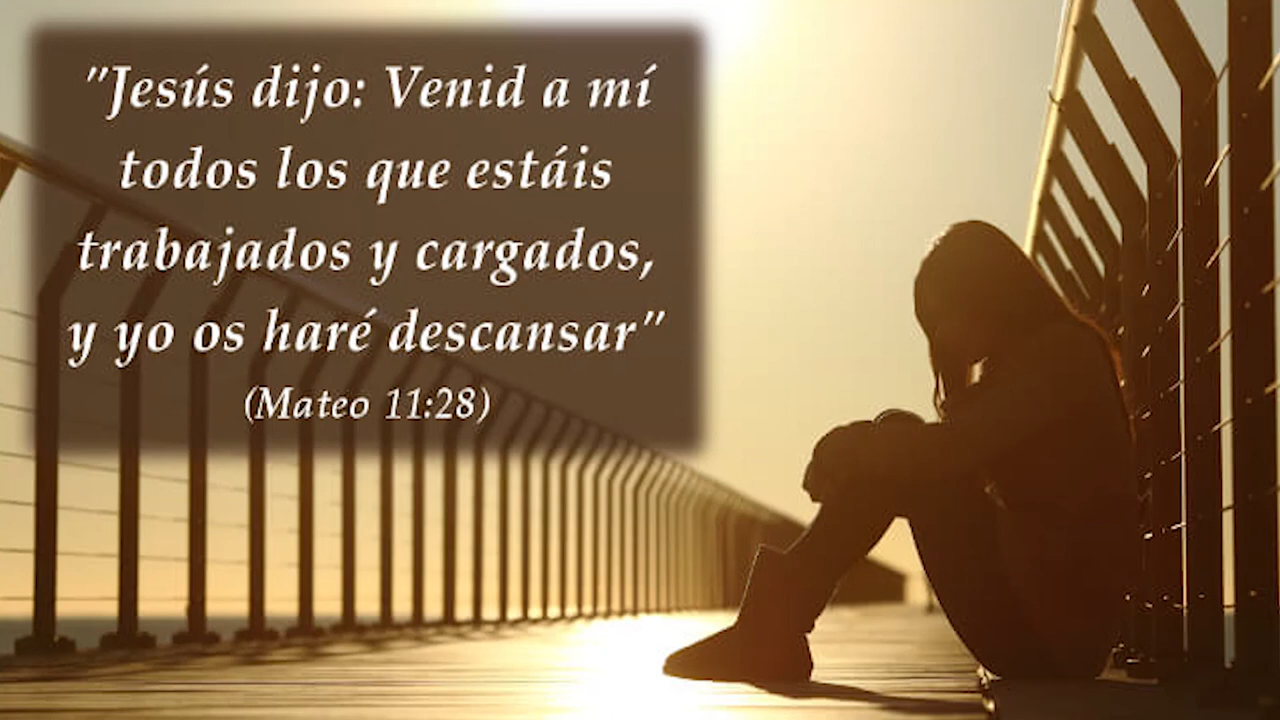 "Jesús dijo: Venid a mí
todos los que estáis
trabajados y cargados,
y yo os haré descansar"
(Mateo 11:28)